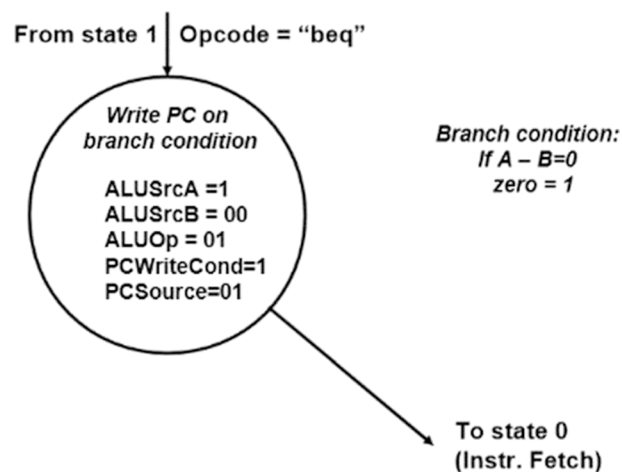 From state 1 Opcode = “beq”
Write PC on
branch condition
ALUSrcA =1
ALUSrcB = 00
ALUOp = 01
PCWriteCond=1
PCSource=01
Branch condition:
If A – B=0
zero = 1
To state 0
(Instr. Fetch)